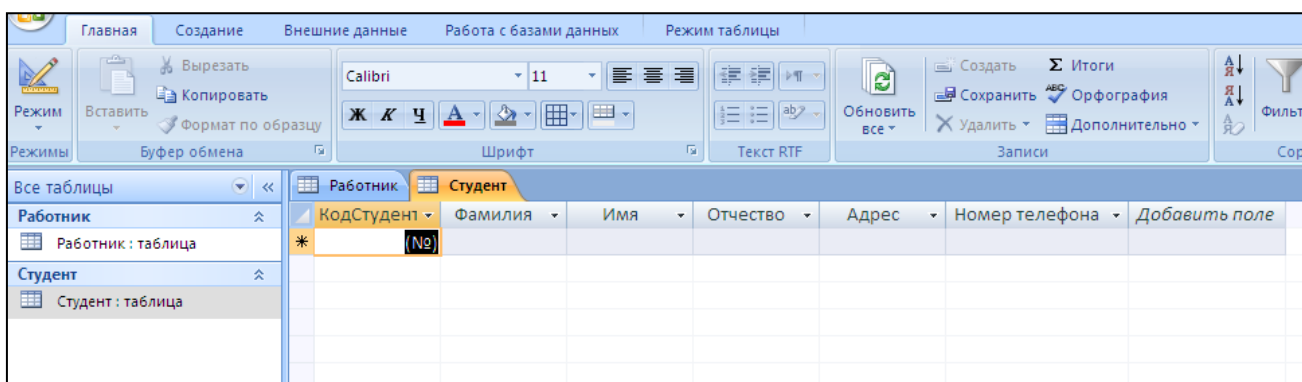 Главная Создание Внешние данные Работа с базами данных Режим таблицы
Вырезать
Копировать
Формат по образцу
Режим Вставить
Calibri 11
Ж К Ч
Обновить все
Создать Σ Итоги
Сохранить Орфография
Удалить Дополнительно
Фильт
Режимы Буфер обмена Шрифт Текст RTF Записи Сор
Все таблицы «
Работник
Работник : таблица
Студент
Студент : таблица
Работник Студент
КодСтудент Фамилия Имя Отчество Адрес Номер телефона Добавить поле
(№)